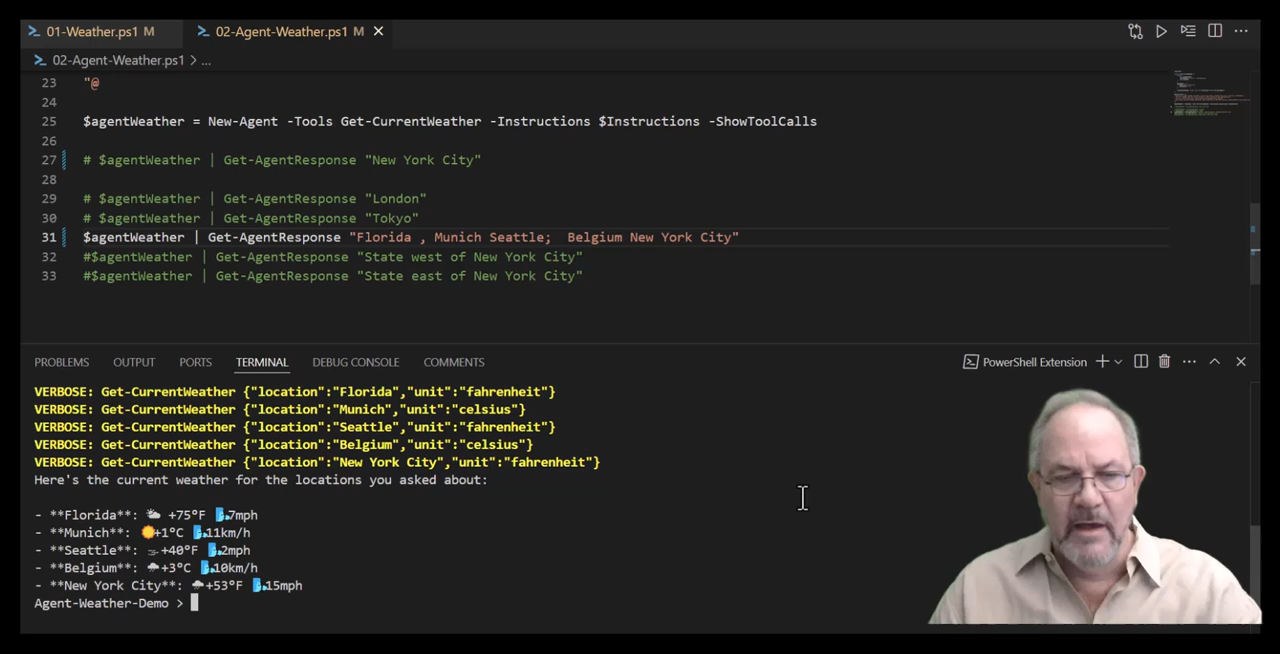 01-Weather.ps1 M
02-Agent-Weather.ps1 M
02-Agent-Weather.ps1 > ...
23 "@
24
25 $agentWeather = New-Agent -Tools Get-CurrentWeather -Instructions $Instructions -ShowToolCalls
26
27 # $agentWeather | Get-AgentResponse "New York City"
28
29 # $agentWeather | Get-AgentResponse "London"
30 # $agentWeather | Get-AgentResponse "Tokyo"
31 $agentWeather | Get-AgentResponse "Florida , Munich Seattle;  Belgium New York City"
32 #$agentWeather | Get-AgentResponse "State west of New York City"
33 #$agentWeather | Get-AgentResponse "State east of New York City"
PROBLEMS OUTPUT PORTS TERMINAL DEBUG CONSOLE COMMENTS PowerShell Extension
VERBOSE: Get-CurrentWeather {"location":"Florida","unit":"fahrenheit"}
VERBOSE: Get-CurrentWeather {"location":"Munich","unit":"celsius"}
VERBOSE: Get-CurrentWeather {"location":"Seattle","unit":"fahrenheit"}
VERBOSE: Get-CurrentWeather {"location":"Belgium","unit":"celsius"}
VERBOSE: Get-CurrentWeather {"location":"New York City","unit":"fahrenheit"}
Here's the current weather for the locations you asked about:
- **Florida**: 🌥 +75°F 🌬7mph
- **Munich**: ☀️+1°C 🌬11km/h
- **Seattle**: 🌫+40°F 🌬2mph
- **Belgium**: 🌧+3°C 🌬10km/h
- **New York City**: 🌧+53°F 🌬15mph
Agent-Weather-Demo >